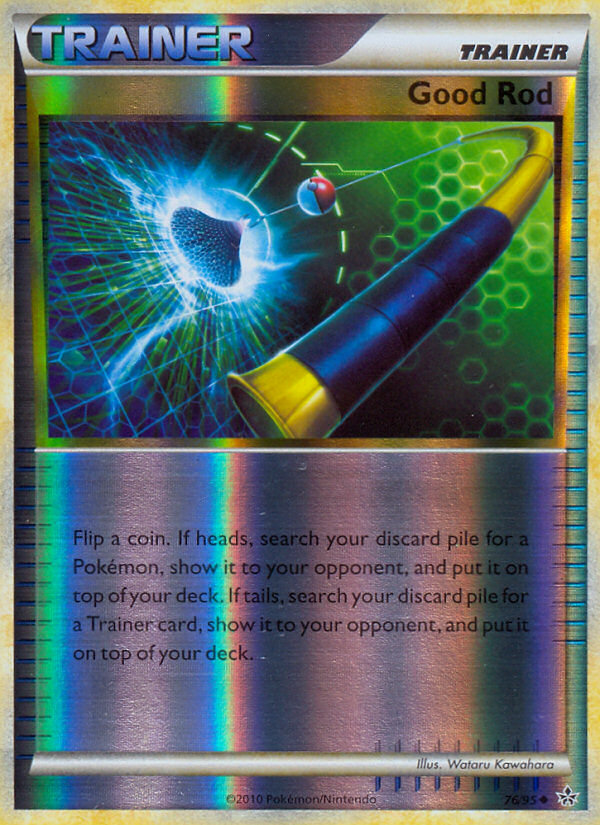 TRAINER
TRAINER
Good Rod
Flip a coin. If heads, search your discard pile for a
Pokémon, show it to your opponent, and put it on
top of your deck. If tails, search your discard pile for
a Trainer card, show it to your opponent, and put it
on top of your deck.
Illus. Wataru Kawahara
©2010 Pokémon/Nintendo
76/95